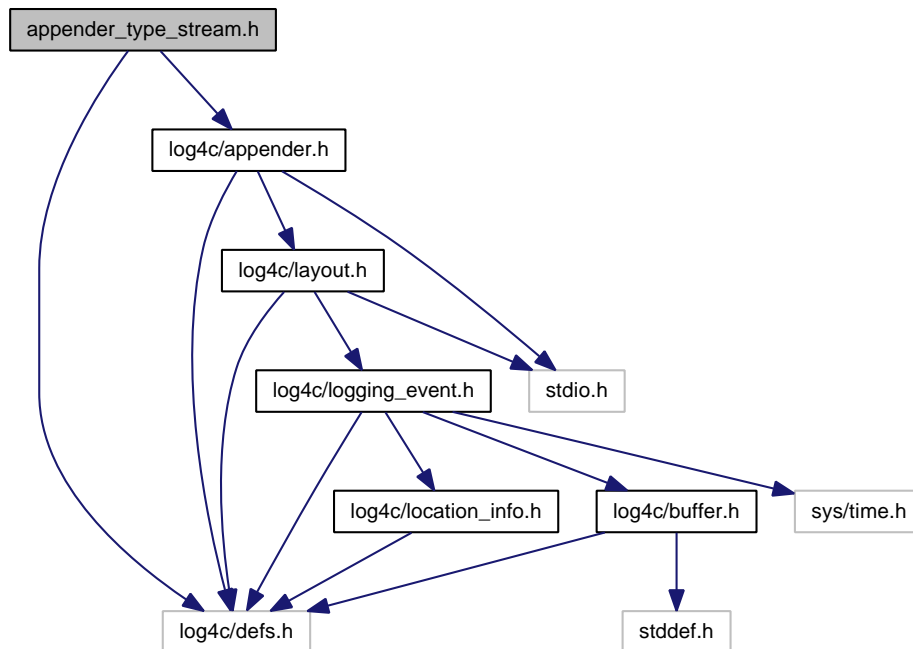 appender_type_stream.h
log4c/appender.h
log4c/layout.h
log4c/logging_event.h
stdio.h
log4c/location_info.h
log4c/buffer.h
sys/time.h
log4c/defs.h
stddef.h